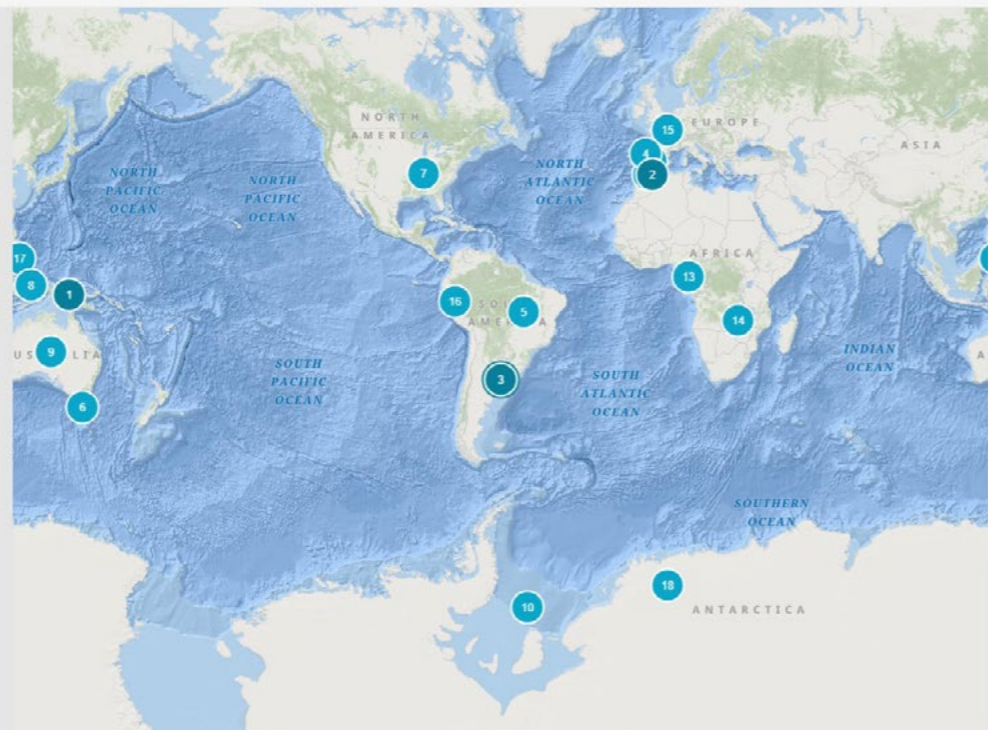 NORTH
AMERICA
EUROPE
ASIA
NORTH
PACIFIC
OCEAN
NORTH
PACIFIC
OCEAN
NORTH
ATLANTIC
OCEAN
15
4
2
7
AFRICA
17
8
1
13
16
5
14
9
3
6
SOUTH
PACIFIC
OCEAN
SOUTH
ATLANTIC
OCEAN
INDIAN
OCEAN
SOUTHERN
OCEAN
10
18
ANTARCTICA